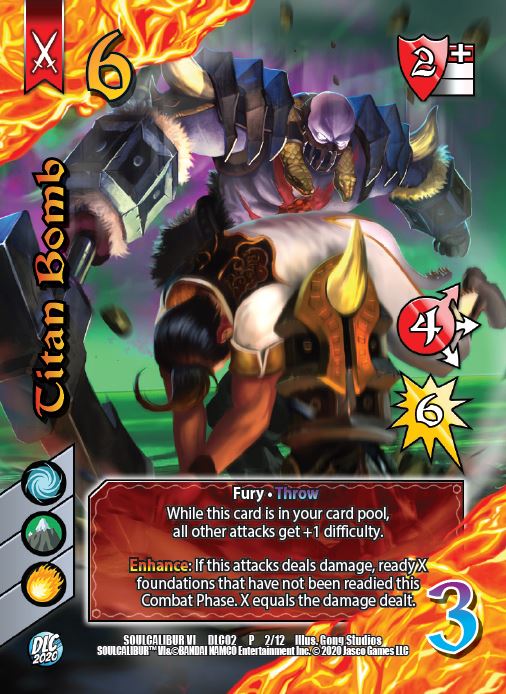 6
2 +
Titan Bomb
4
6
Fury • Throw
While this card is in your card pool,
all other attacks get +1 difficulty.
Enhance: If this attacks deals damage, ready X
foundations that have not been readied this
Combat Phase. X equals the damage dealt.
3
DLC
2020
SOULCALIBUR VI DLC02 P 2/12 Illus. Gong Studios
SOULCALIBUR™ VI&©BANDAI NAMCO Entertainment Inc. © 2020 Jasco Games LLC